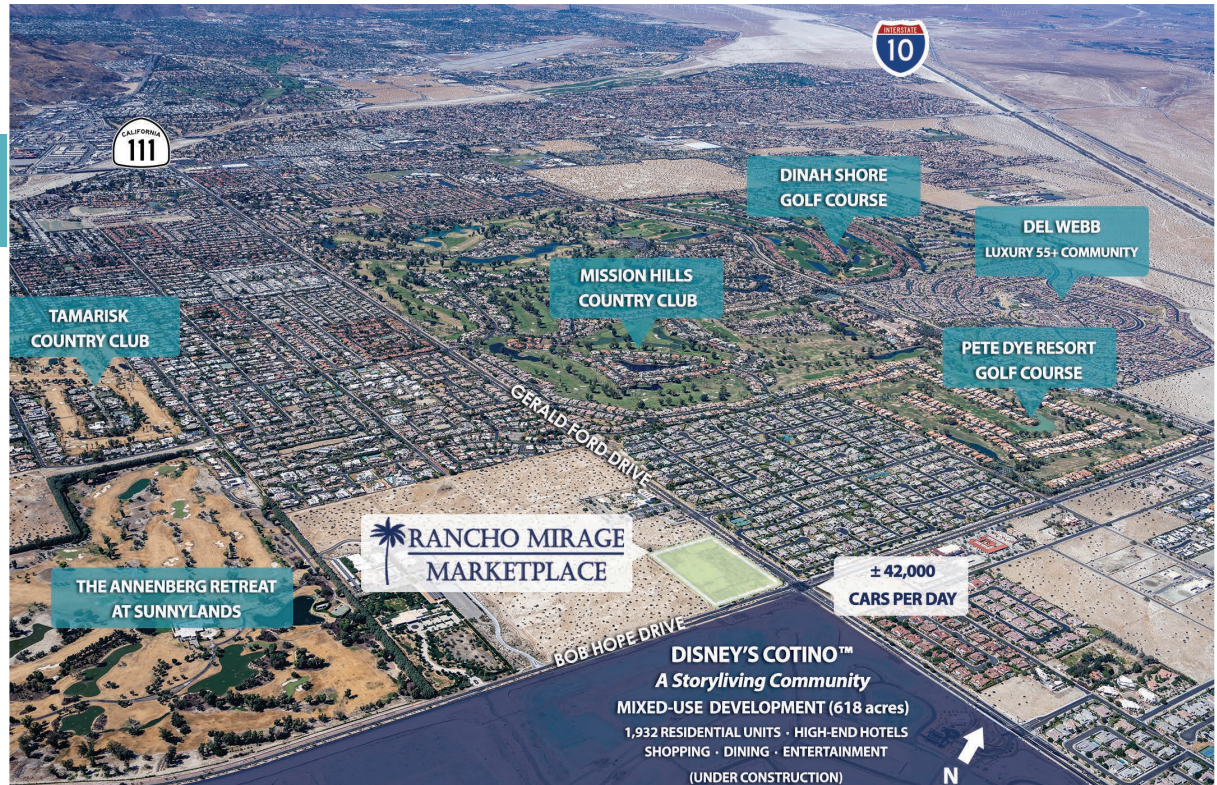 INTERSTATE
10
CALIFORNIA
111
DINAH SHORE
GOLF COURSE
DEL WEBB
LUXURY 55+ COMMUNITY
MISSION HILLS
COUNTRY CLUB
TAMARISK
COUNTRY CLUB
PETE DYE RESORT
GOLF COURSE
GERALD FORD DRIVE
RANCHO MIRAGE
MARKETPLACE
± 42,000
CARS PER DAY
THE ANNENBERG RETREAT
AT SUNNYLANDS
BOB HOPE DRIVE
DISNEY'S COTINO™
A Storyliving Community
MIXED-USE DEVELOPMENT (618 acres)
1,932 RESIDENTIAL UNITS · HIGH-END HOTELS
SHOPPING · DINING · ENTERTAINMENT
(UNDER CONSTRUCTION)
N